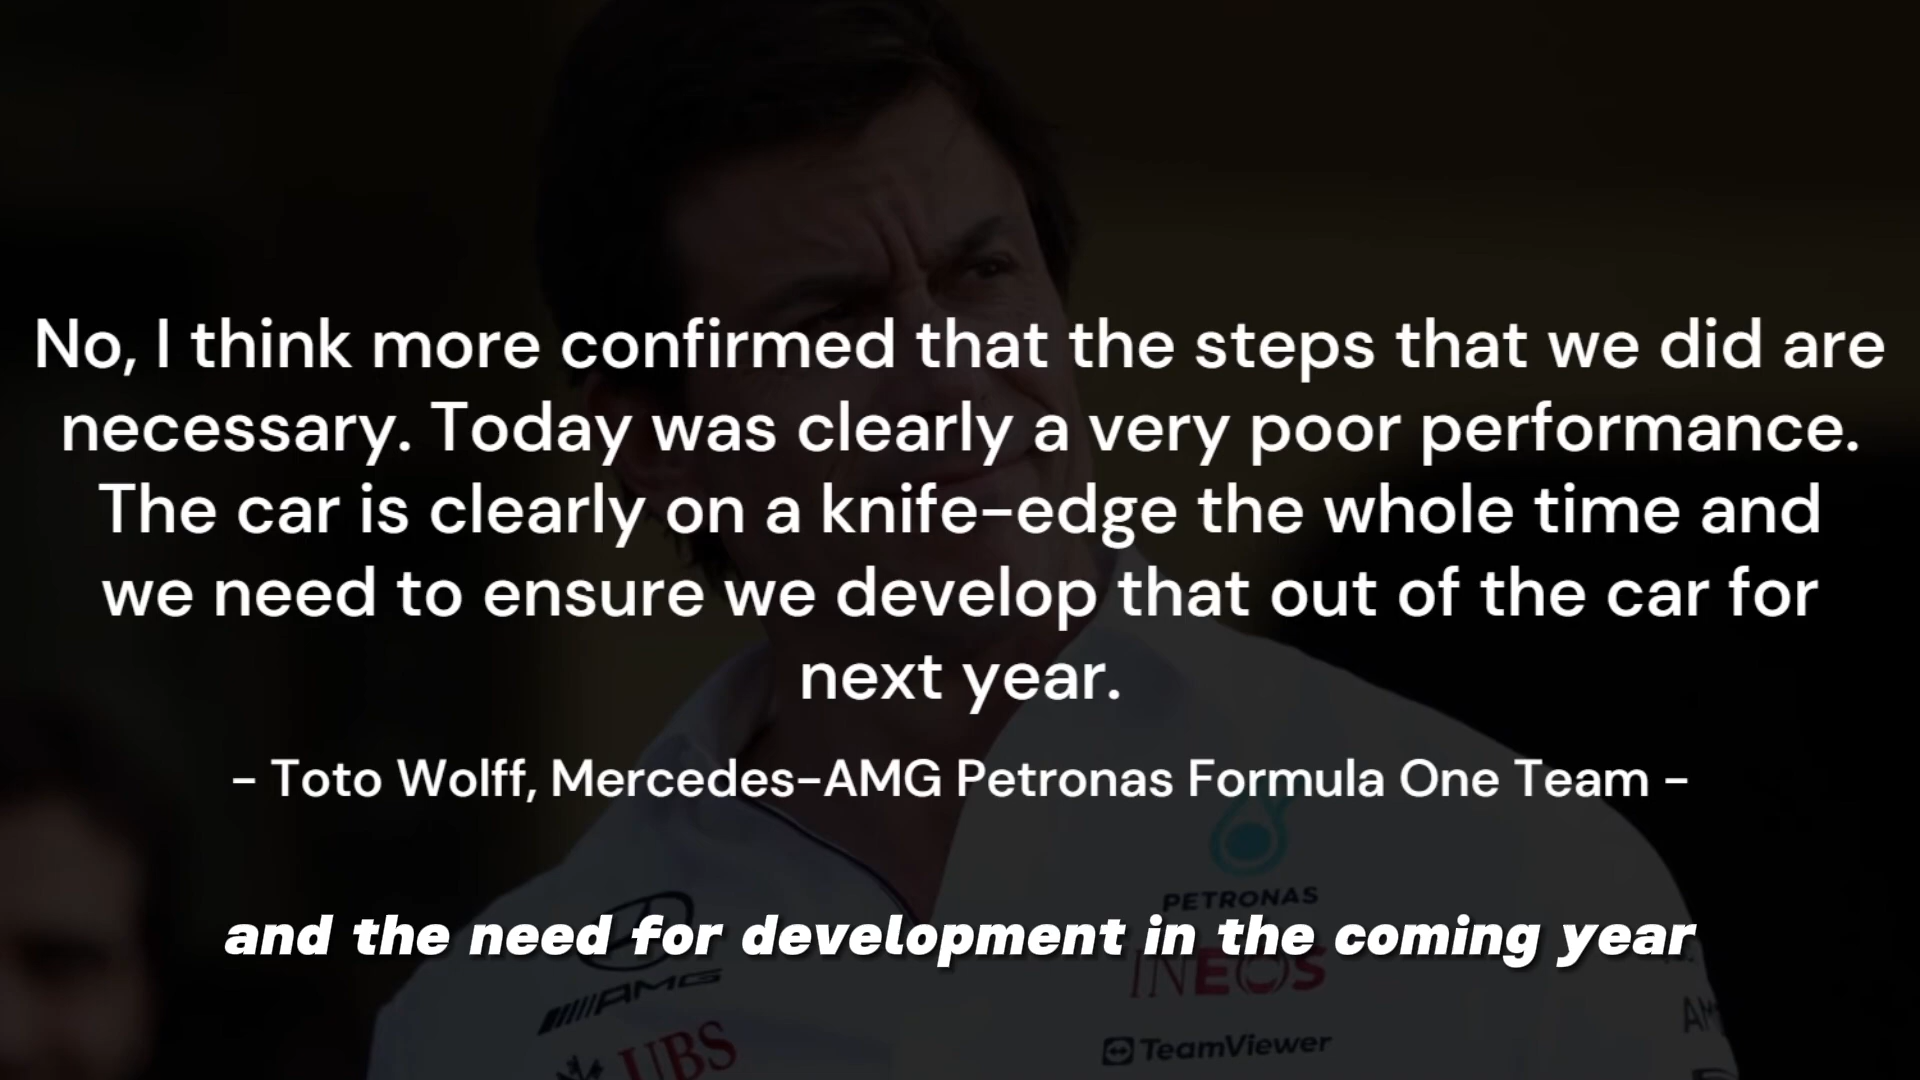 No, I think more confirmed that the steps that we did are
necessary. Today was clearly a very poor performance.
The car is clearly on a knife-edge the whole time and
we need to ensure we develop that out of the car for
next year.
- Toto Wolff, Mercedes-AMG Petronas Formula One Team -
PETRONAS
and the need for development in the coming year
INEOS
AMG
UBS
TeamViewer